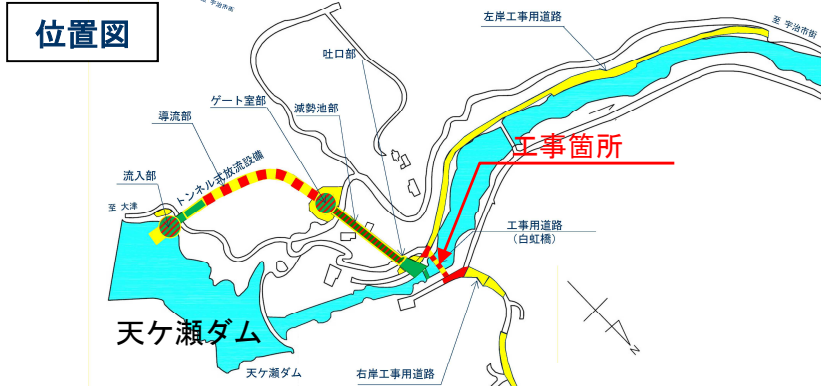 至 宇治市街
位置図
左岸工事用道路
至 宇治市街
吐口部
ゲート室部
減勢池部
導流部
工事箇所
トンネル式放流設備
流入部
至 大津
工事用道路
(白虹橋)
天ケ瀬ダム
天ケ瀬ダム
右岸工事用道路
N